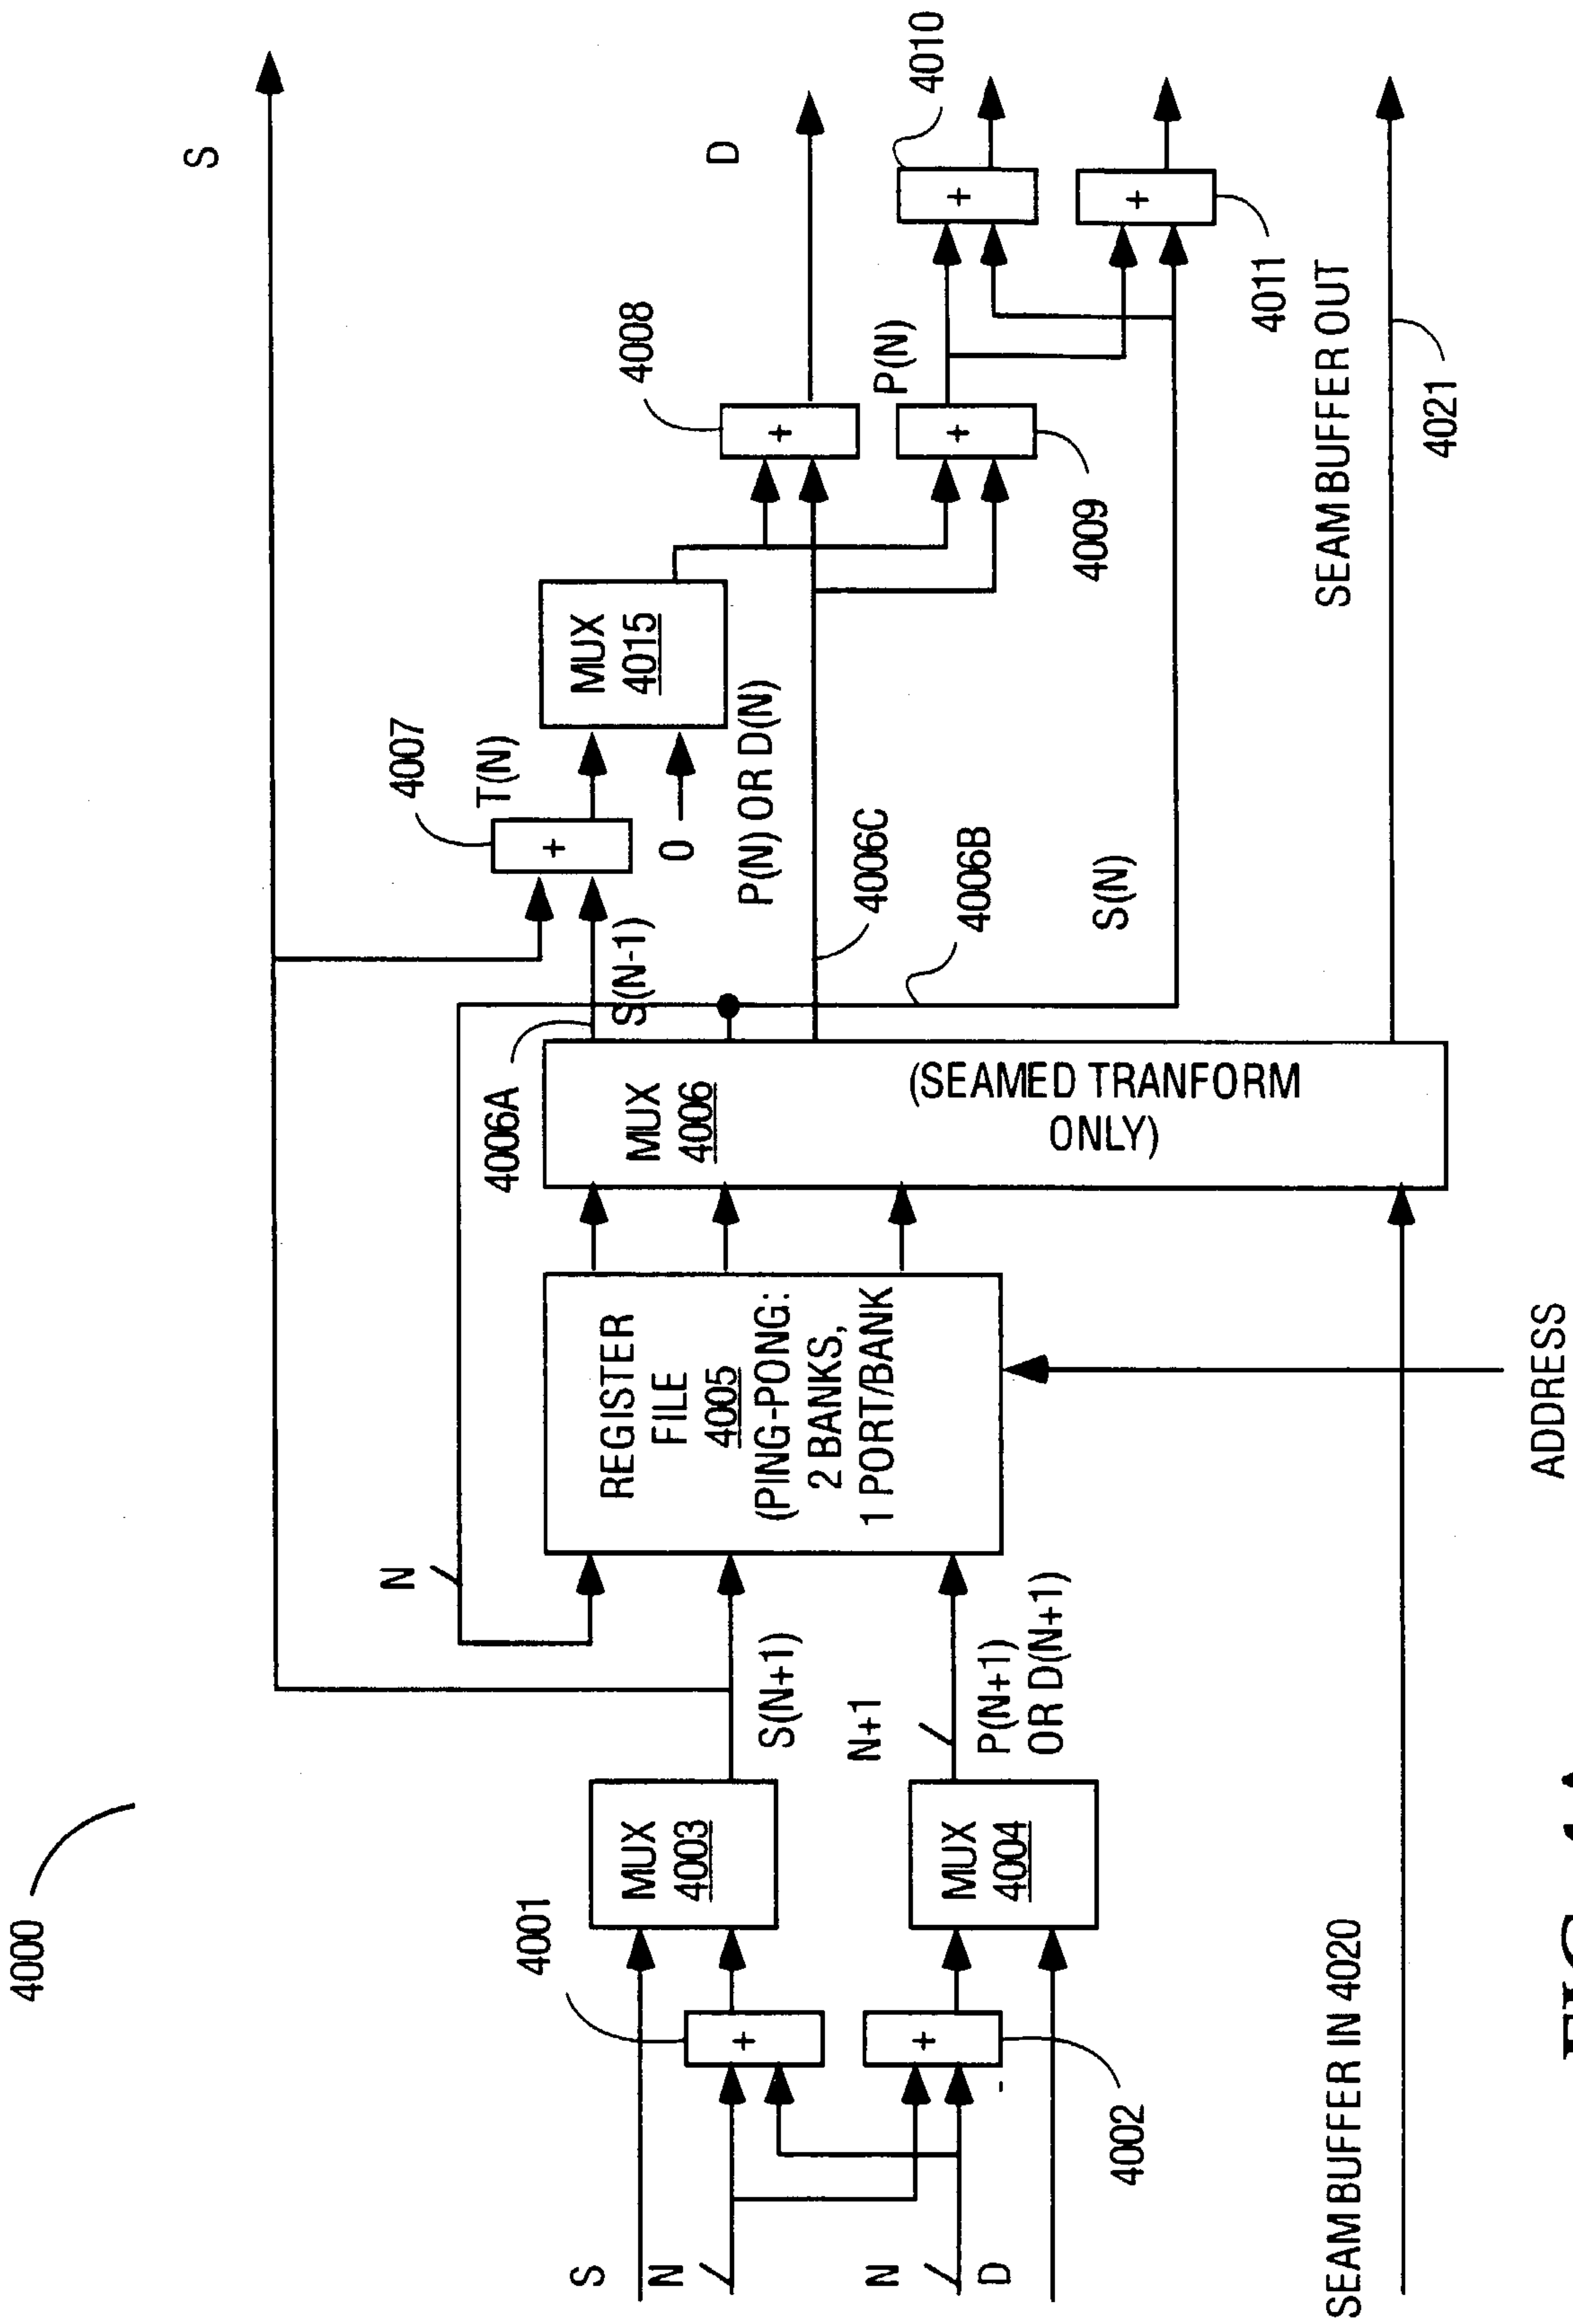 4000
S
N
N
D
SEAM BUFFER IN 4020
4001
+
+
-
4002
MUX
4003
MUX
4004
S(N+1)
N+1
P(N+1)
OR D(N+1)
N
REGISTER
FILE
4005
(PING-PONG:
2 BANKS,
1 PORT/BANK
ADDRESS
4006A
MUX
4006
(SEAMED TRANFORM
ONLY)
S(N-1)
4006C
4006B
S(N)
4007
+
T(N)
0
P(N) OR D(N)
MUX
4015
4008
+
+
4009
P(N)
S
D
4010
+
+
4011
SEAM BUFFER OUT
4021